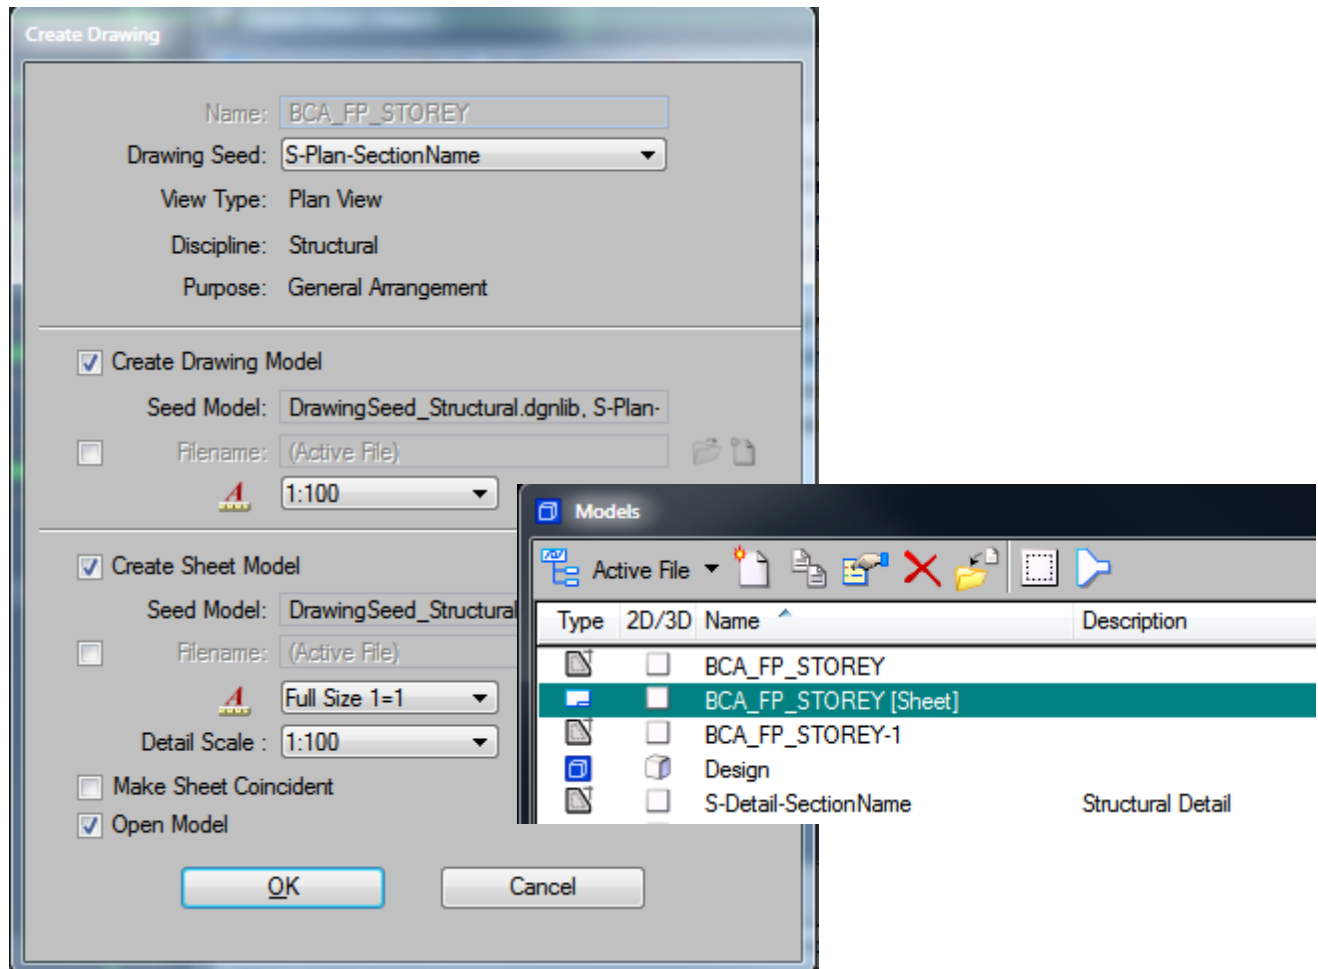 Create Drawing
Name: BCA_FP_STOREY
Drawing Seed: S-Plan-SectionName
View Type: Plan View
Discipline: Structural
Purpose: General Arrangement
Create Drawing Model
Seed Model: DrawingSeed_Structural.dgnlib, S-Plan-
Filename: (Active File)
A 1:100
Create Sheet Model
Seed Model: DrawingSeed_Structural
Filename: (Active File)
A Full Size 1=1
Detail Scale : 1:100
Make Sheet Coincident
Open Model
OK Cancel
Models
Active File
Type 2D/3D Name Description
BCA_FP_STOREY
BCA_FP_STOREY [Sheet]
BCA_FP_STOREY-1
Design
S-Detail-SectionName Structural Detail